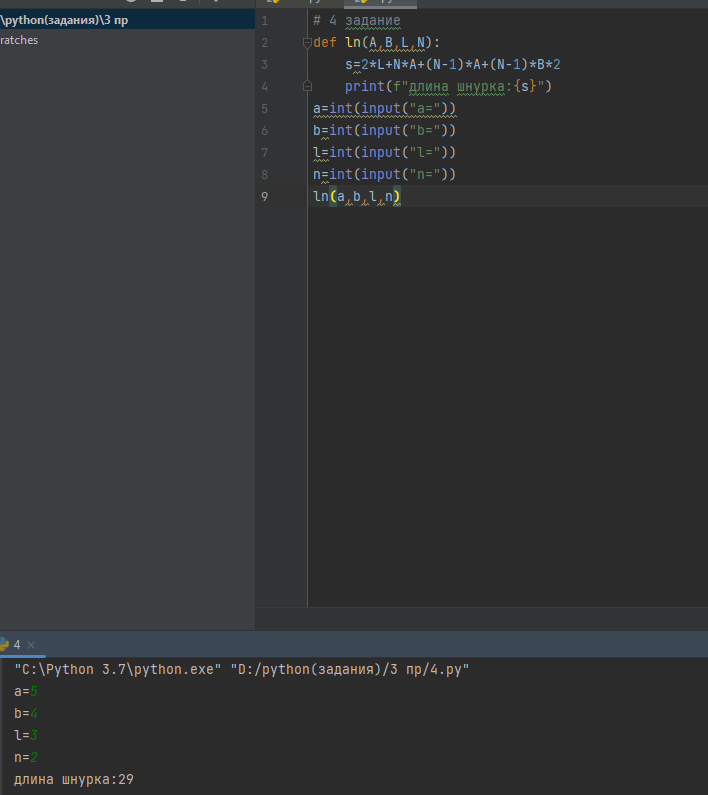 \python(задания)\3 пр
ratches
1 # 4 задание
2 def ln(A,B,L,N):
3 s=2*L+N*A+(N-1)*A+(N-1)*B*2
4 print(f"длина шнурка:{s}")
5 a=int(input("a="))
6 b=int(input("b="))
7 l=int(input("l="))
8 n=int(input("n="))
9 ln(a,b,l,n)
4
"C:\Python 3.7\python.exe" "D:/python(задания)/3 пр/4.py"
a=5
b=4
l=3
n=2
длина шнурка:29